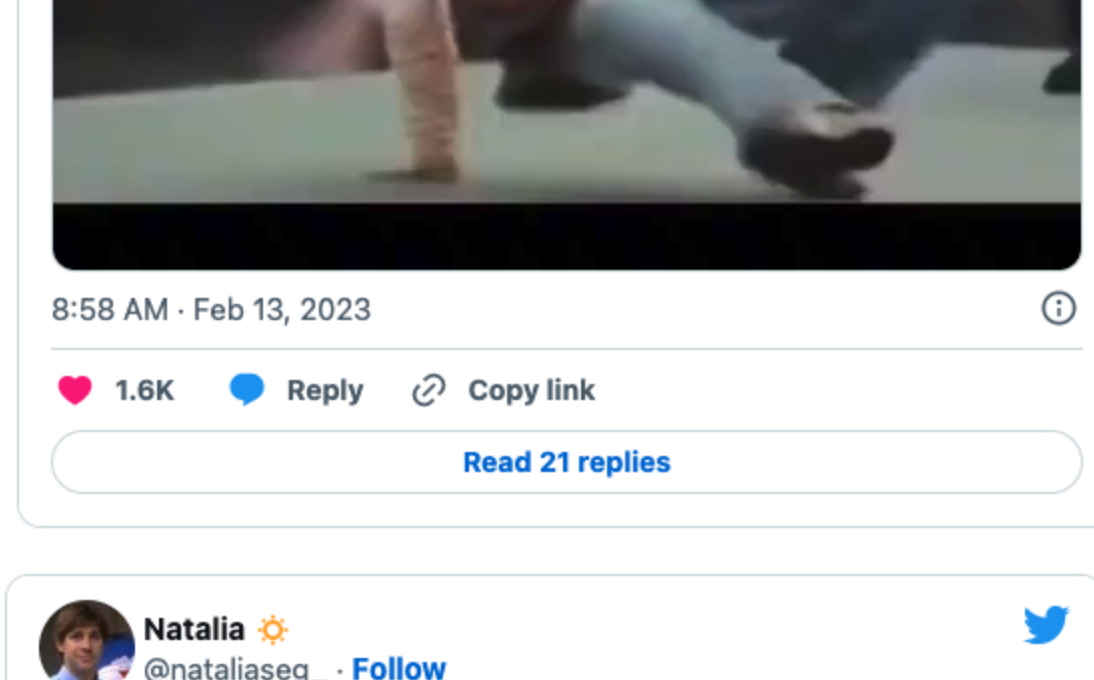 8:58 AM · Feb 13, 2023
1.6K Reply Copy link
Read 21 replies
Natalia
@nataliaseg_ · Follow